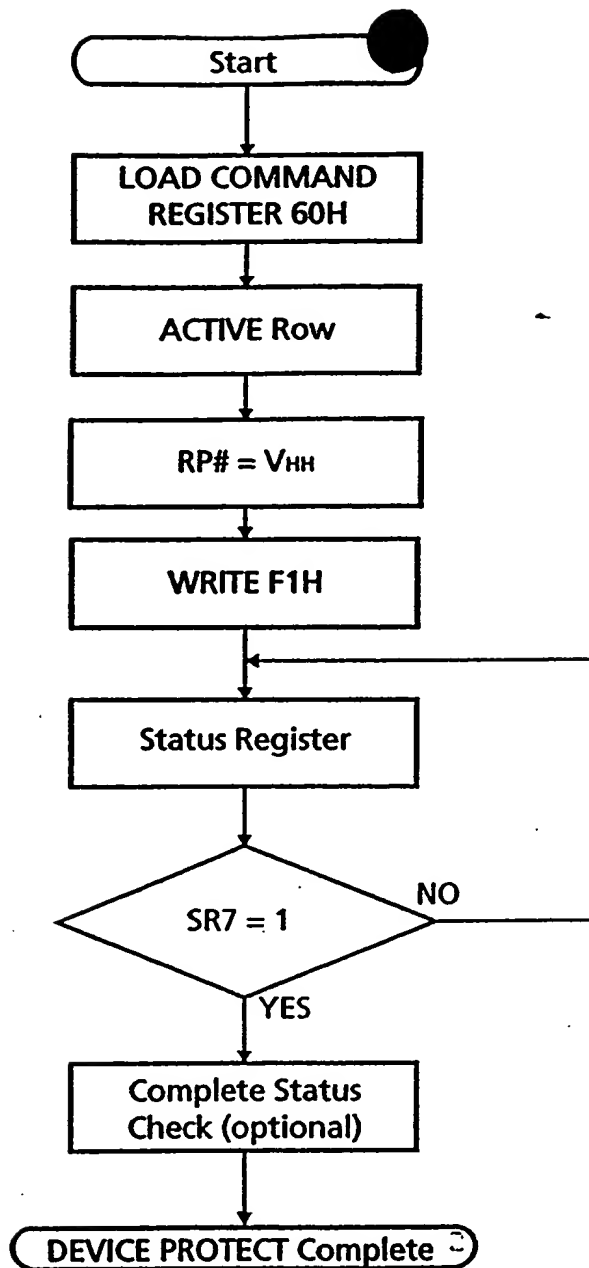 Start
LOAD COMMAND
REGISTER 60H
ACTIVE Row
RP# = VHH
WRITE F1H
Status Register
SR7 = 1
NO
YES
Complete Status
Check (optional)
DEVICE PROTECT Complete